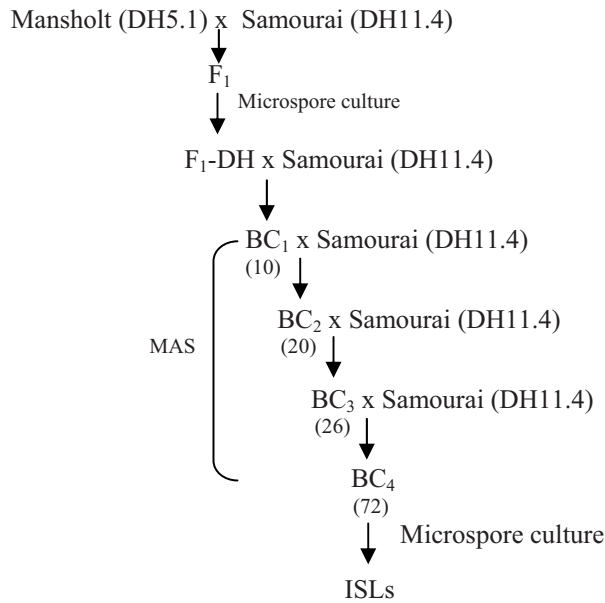 Mansholt (DH5.1) x Samourai (DH11.4)
F₁
Microspore culture
F₁-DH x Samourai (DH11.4)
BC₁ x Samourai (DH11.4)
(10)
BC₂ x Samourai (DH11.4)
(20)
MAS
BC₃ x Samourai (DH11.4)
(26)
BC₄
(72)
Microspore culture
ISLs